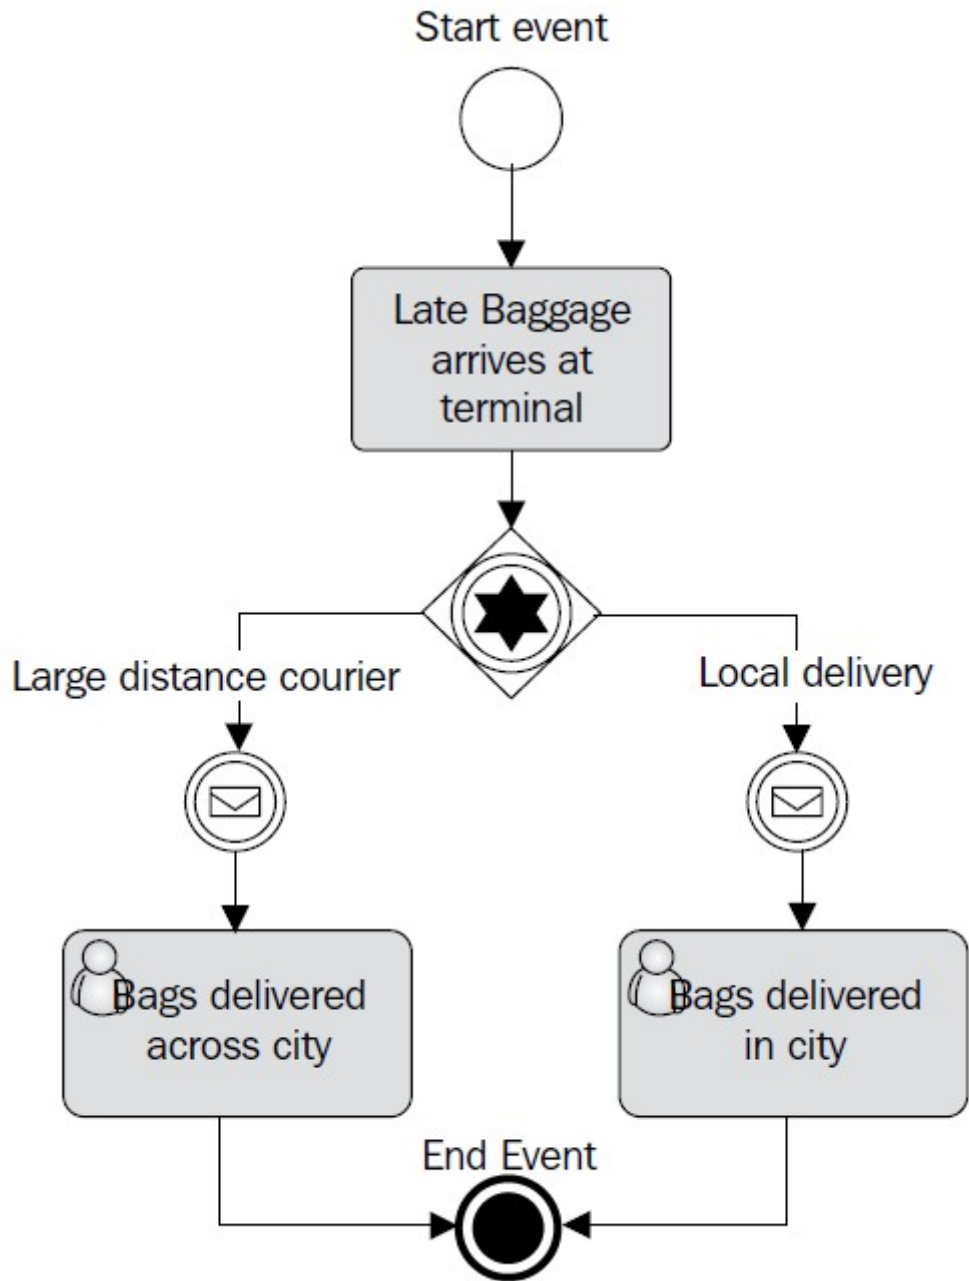 Start event
Late Baggage
arrives at
terminal
Large distance courier
Local delivery
Bags delivered
across city
Bags delivered
in city
End Event